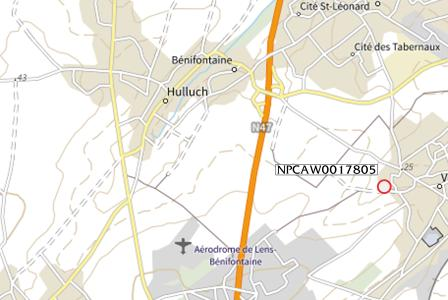 Cité St-Léonard
Cité des Tabernaux
Bénifontaine
43
Hulluch
N47
NPCAW0017805
25
Aérodrome de Lens-
Bénifontaine